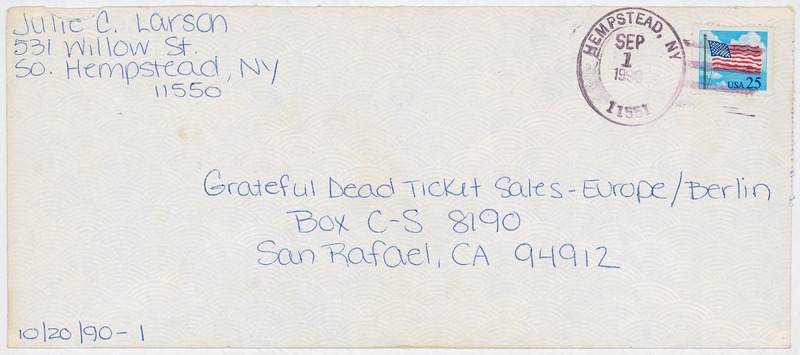 Julie C. Larson
531 Willow St.
So. Hempstead, NY
11550
HEMPSTEAD, NY
SEP
1
1990
11551
USA 25
Grateful Dead Ticket Sales - Europe/Berlin
Box C-S 8190
San Rafael, CA 94912
10/20/90 - 1